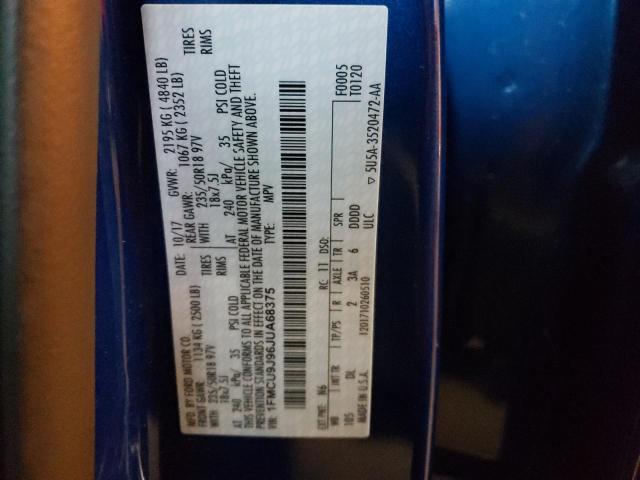 MFD. BY FORD MOTOR CO.
DATE: 10/17 GVWR: 2195 KG ( 4840 LB)
FRONT GAWR: 1134 KG ( 2500 LB) REAR GAWR: 1067 KG ( 2352 LB)
WITH 235/50R18 97V TIRES WITH 235/50R18 97V TIRES
18x7.5J RIMS 18x7.5J RIMS
AT 240 kPa/ 35 PSI COLD AT 240 kPa/ 35 PSI COLD
THIS VEHICLE CONFORMS TO ALL APPLICABLE FEDERAL MOTOR VEHICLE SAFETY AND THEFT
PREVENTION STANDARDS IN EFFECT ON THE DATE OF MANUFACTURE SHOWN ABOVE.
VIN: 1FMCU9J96JUA68375 TYPE: MPV
F0005
T0120
EXT PNT: N6 RC: 11 DSO:
WB INT TR TP/PS R AXLE TR SPR
105 DL 2 3A 6 DDDD
MADE IN U.S.A. 1201710260510 ULC
▽ 5U5A-3520472-AA